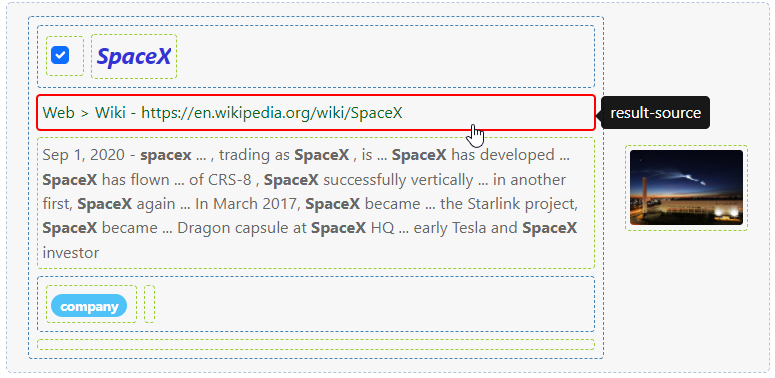 SpaceX
Web > Wiki - https://en.wikipedia.org/wiki/SpaceX
result-source
Sep 1, 2020 - spacex ... , trading as SpaceX , is ... SpaceX has developed ...
SpaceX has flown ... of CRS-8 , SpaceX successfully vertically ... in another
first, SpaceX again ... In March 2017, SpaceX became ... the Starlink project,
SpaceX became ... Dragon capsule at SpaceX HQ ... early Tesla and SpaceX
investor
company